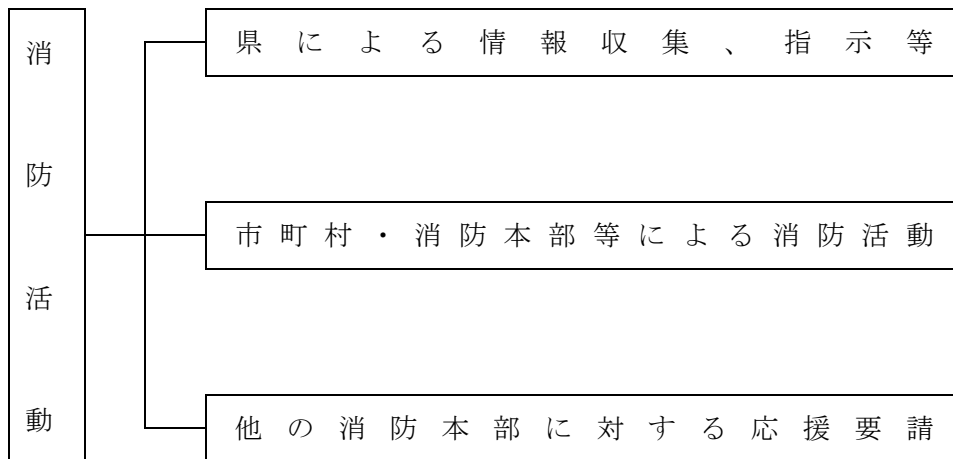 消防活動
県による情報収集、指示等
市町村・消防本部等による消防活動
他の消防本部に対する応援要請